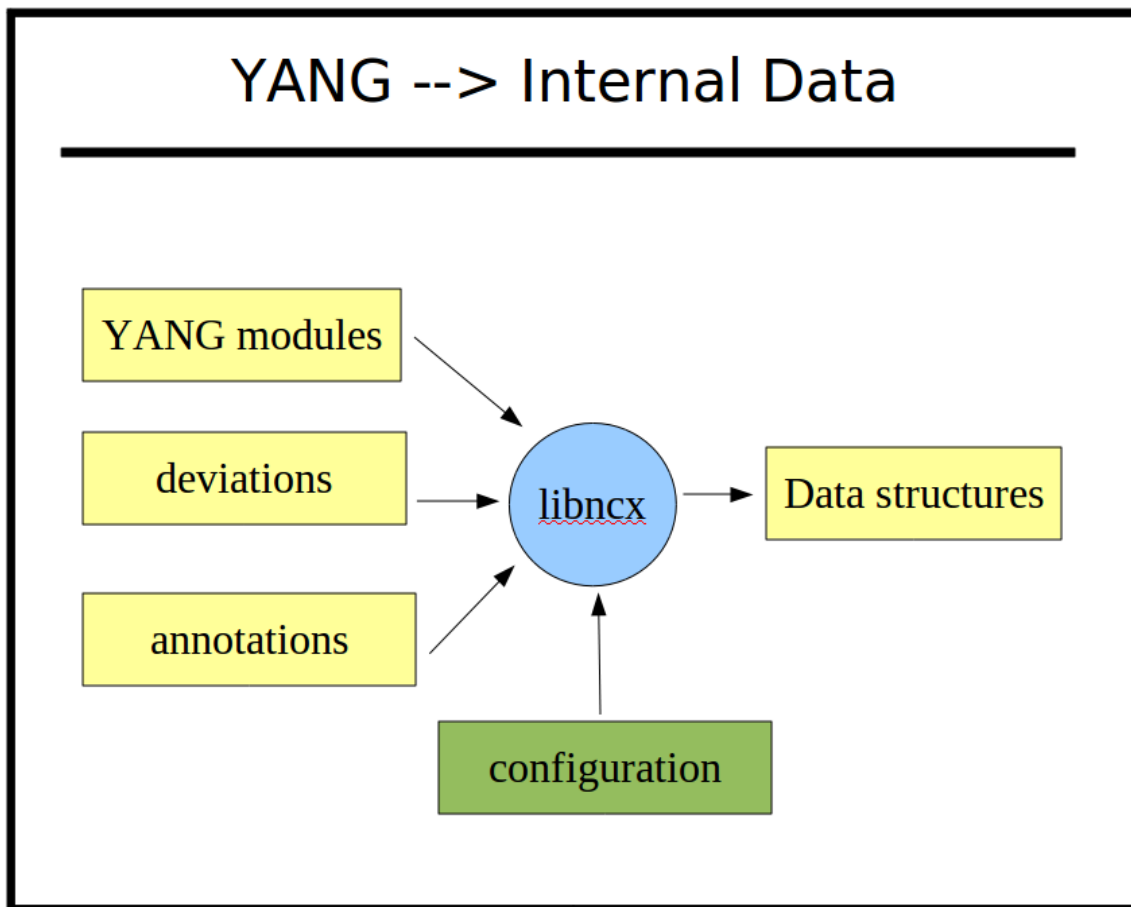 YANG --> Internal Data
YANG modules
deviations
annotations
libncx
Data structures
configuration